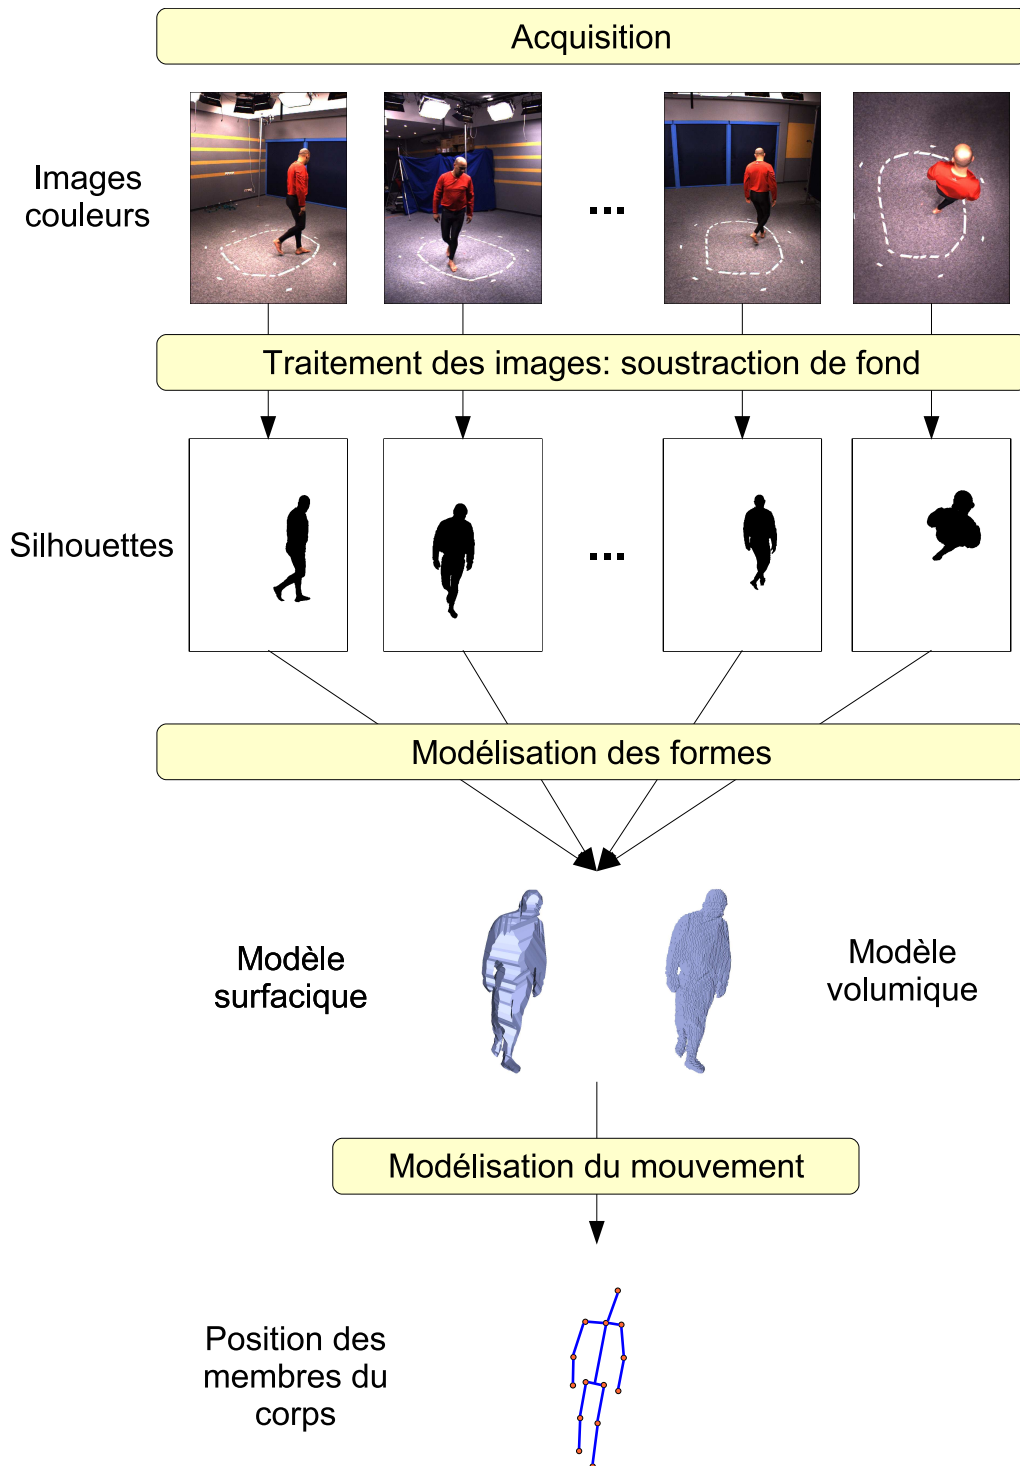 Acquisition
Images
couleurs
...
Traitement des images: soustraction de fond
Silhouettes
...
Modélisation des formes
Modèle
surfacique
Modèle
volumique
Modélisation du mouvement
Position des
membres du
corps